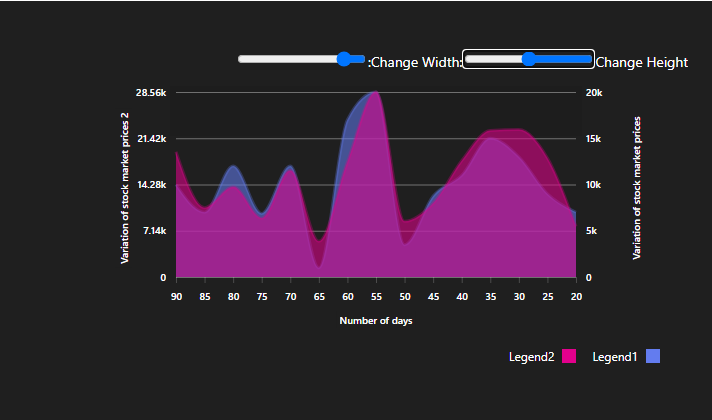 :Change Width:
Change Height
28.56k
21.42k
14.28k
7.14k
0
Variation of stock market prices 2
20k
15k
10k
5k
0
Variation of stock market prices
90 85 80 75 70 65 60 55 50 45 40 35 30 25 20
Number of days
Legend2 Legend1